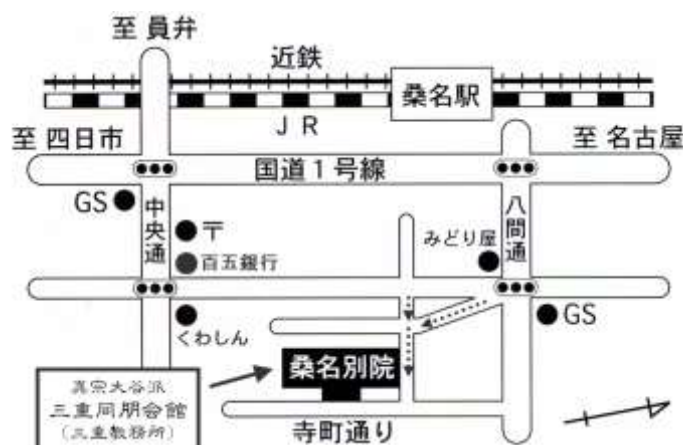 至 員弁
近鉄
桑名駅
ＪＲ
至 四日市
至 名古屋
国道１号線
GS
中央通
八間通
〒
みどり屋
百五銀行
GS
くわしん
桑名別院
真宗大谷派
三重同朋会館
(三重教務所)
寺町通り